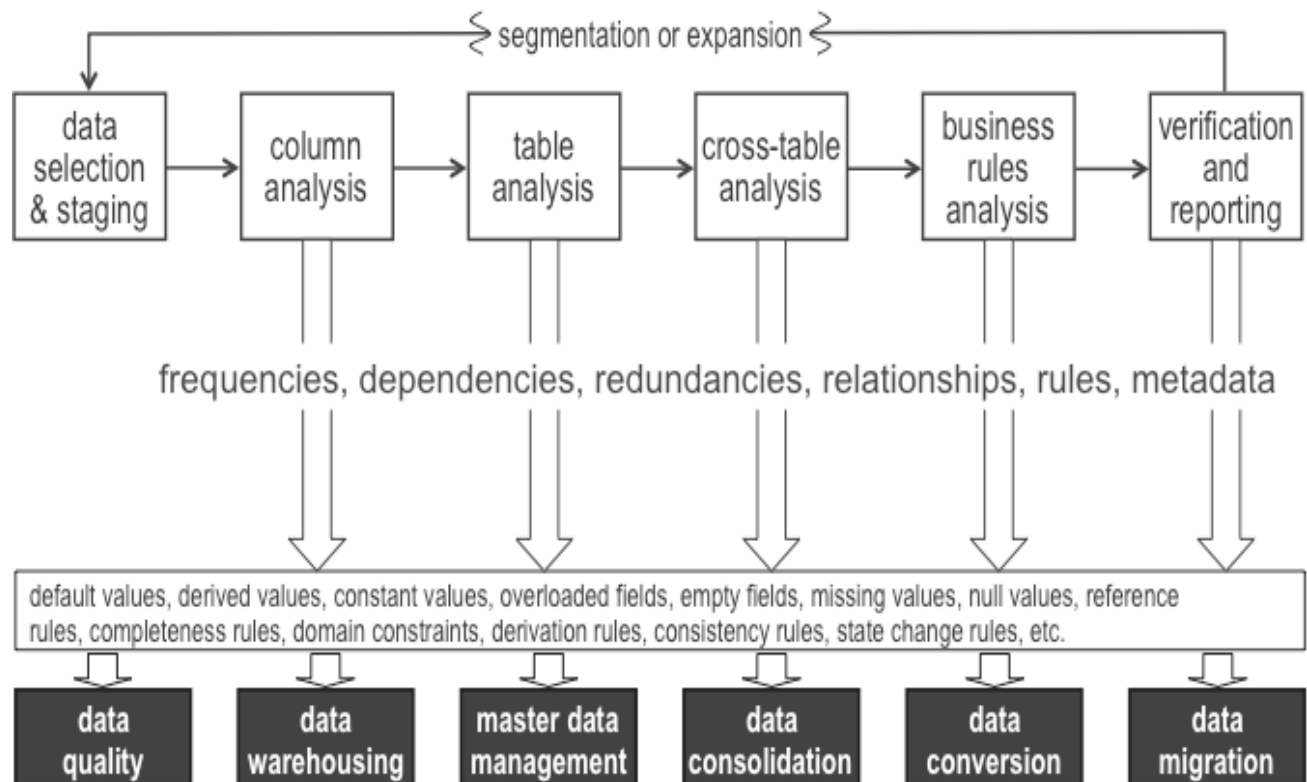 segmentation or expansion
data
selection
& staging
column
analysis
table
analysis
cross-table
analysis
business
rules
analysis
verification
and
reporting
frequencies, dependencies, redundancies, relationships, rules, metadata
default values, derived values, constant values, overloaded fields, empty fields, missing values, null values, reference
rules, completeness rules, domain constraints, derivation rules, consistency rules, state change rules, etc.
data
quality
data
warehousing
master data
management
data
consolidation
data
conversion
data
migration